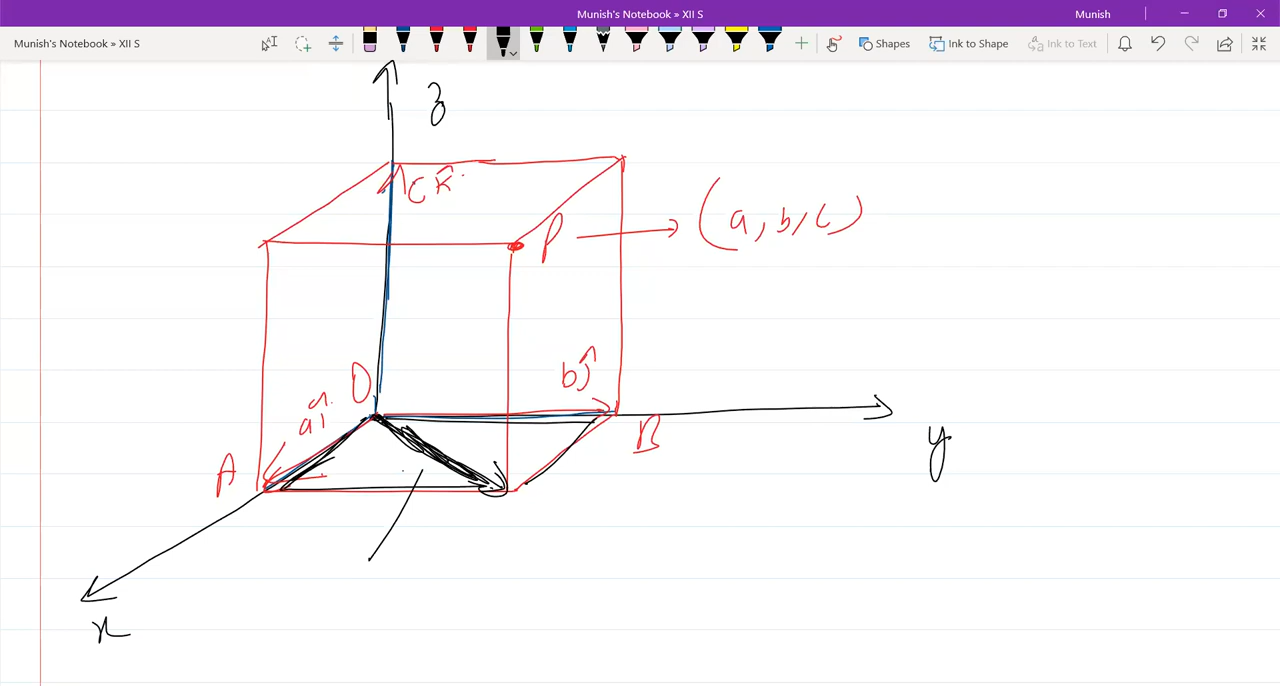 Munish's Notebook » XII S
Munish
Munish's Notebook » XII S
Shapes
Ink to Shape
Ink to Text
z
c k̂
P → (a, b, c)
O
b ĵ
a î
A
B
y
x